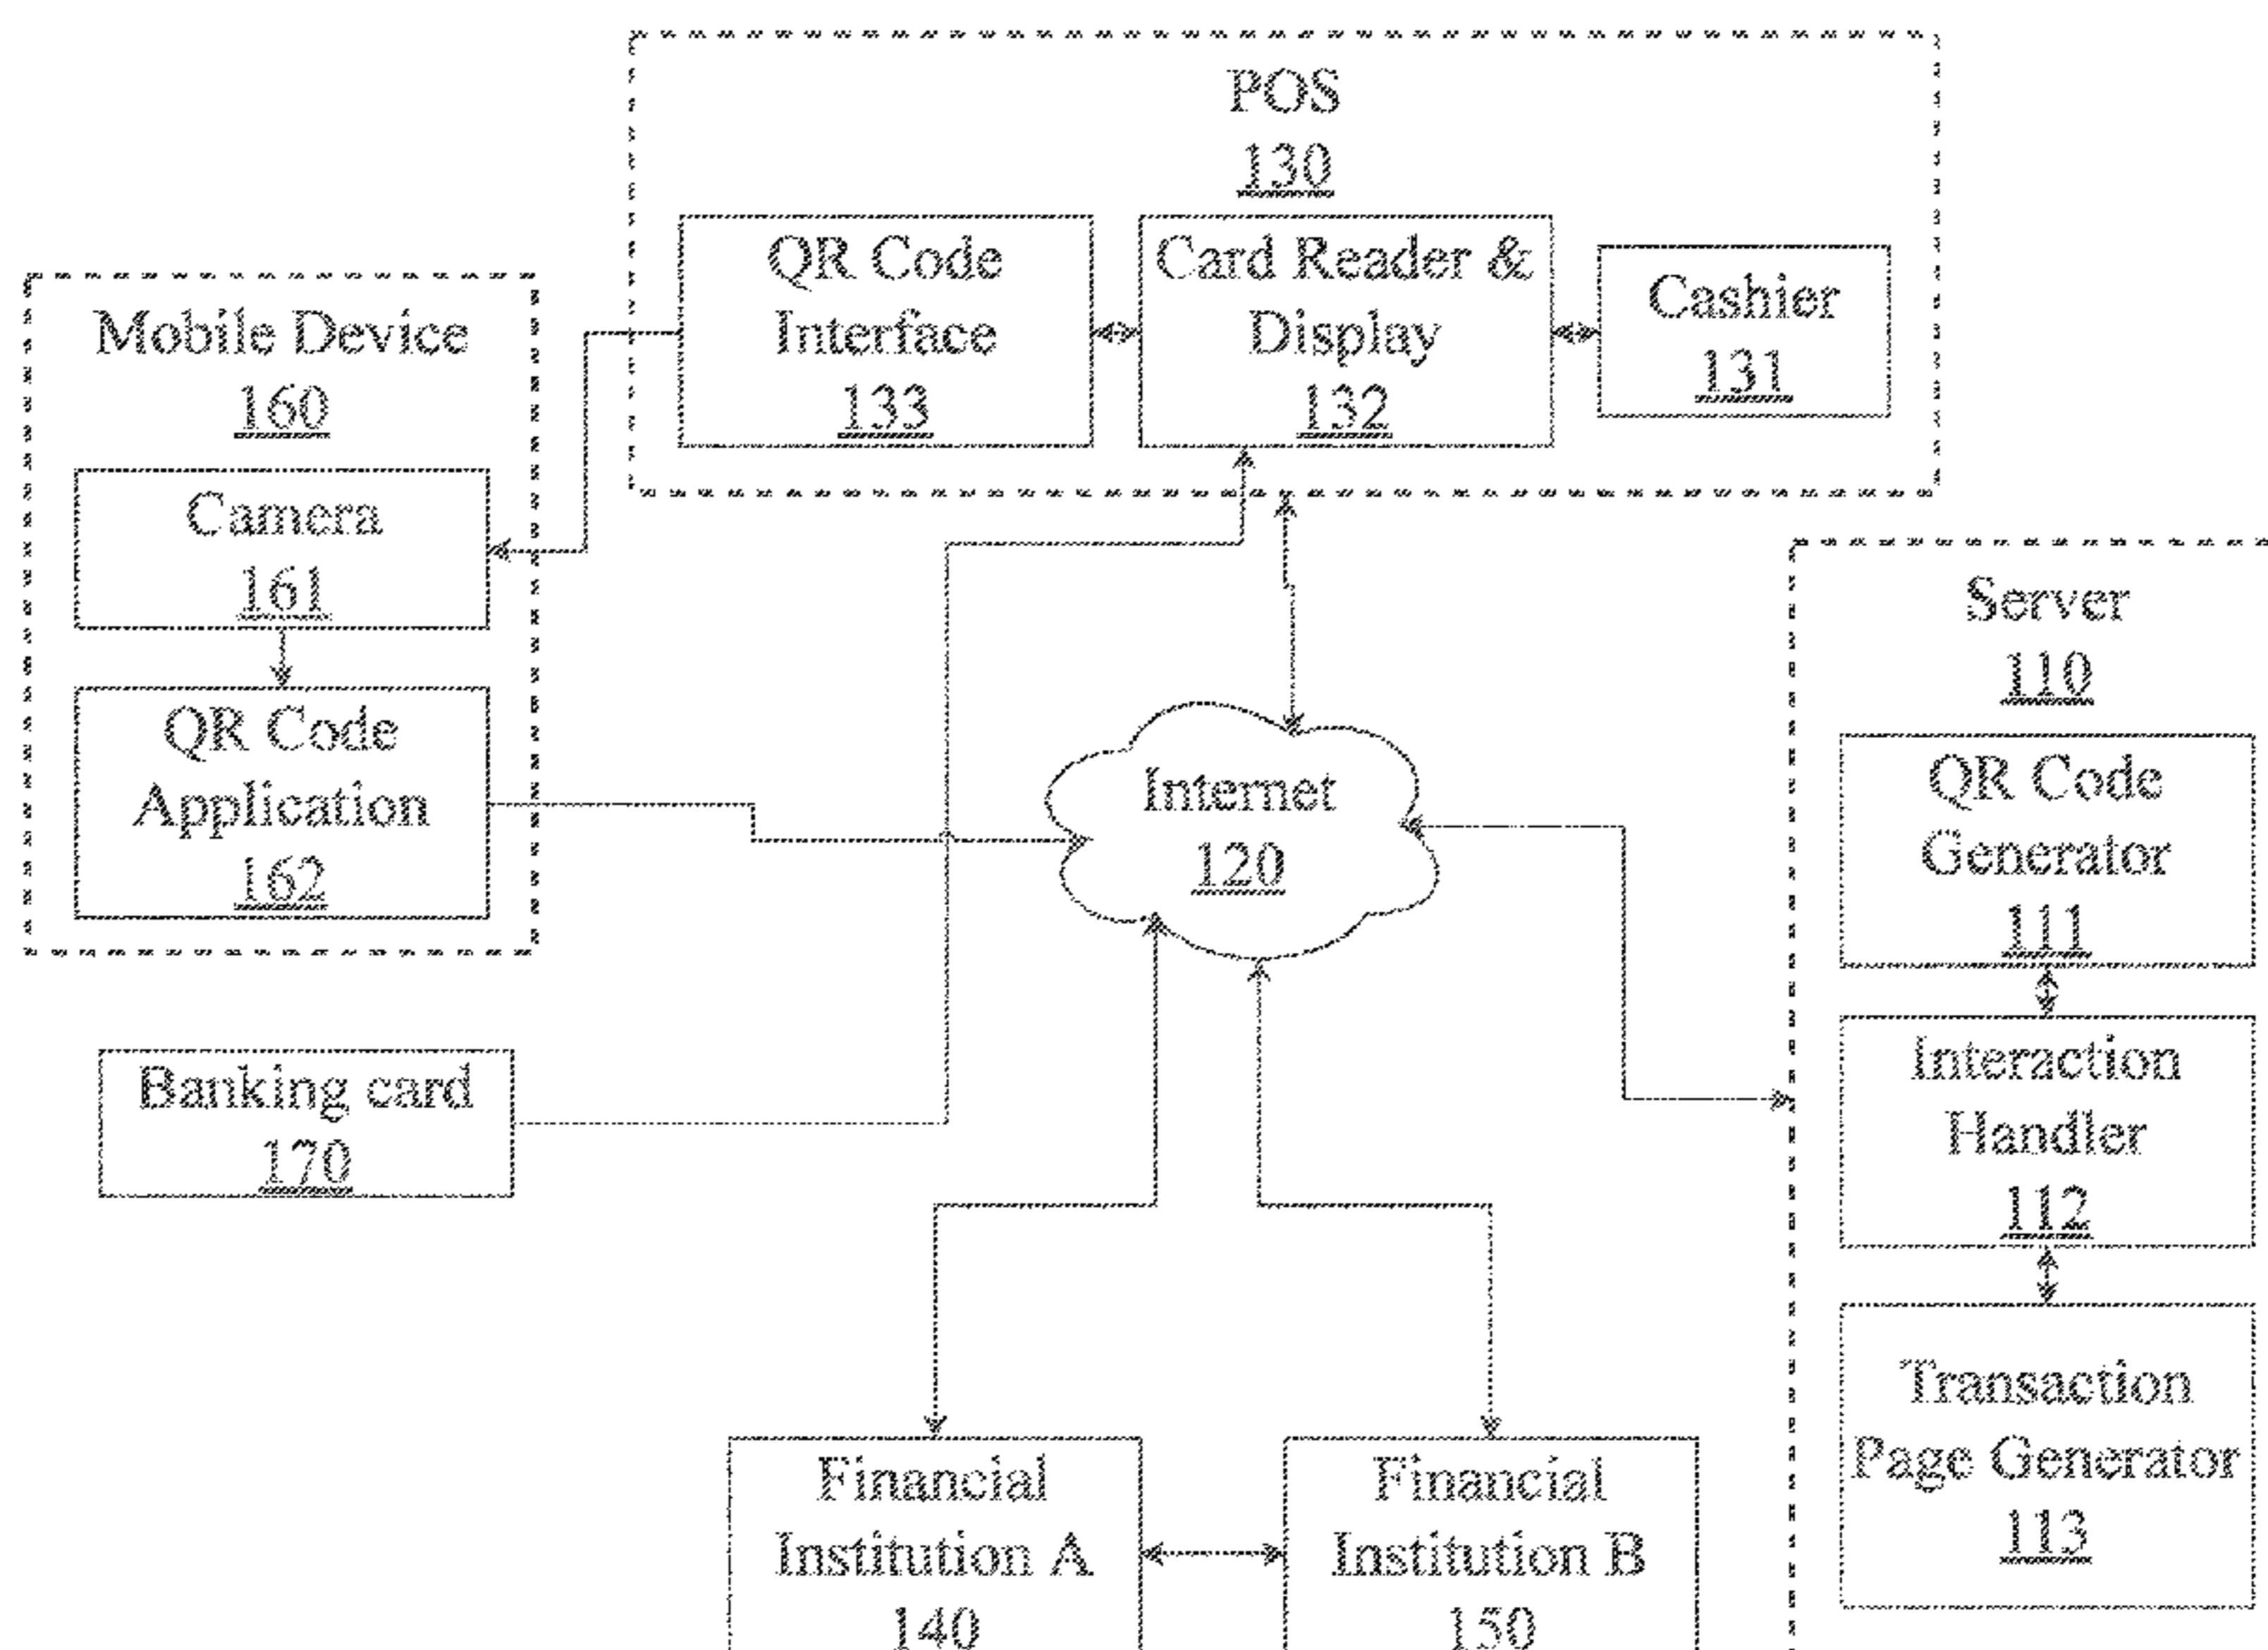 POS
130
QR Code
Interface
133
Card Reader &
Display
132
Cashier
131
Mobile Device
160
Camera
161
QR Code
Application
162
Banking card
170
Internet
120
Server
110
QR Code
Generator
111
Interaction
Handler
112
Transaction
Page Generator
113
Financial
Institution A
140
Financial
Institution B
150